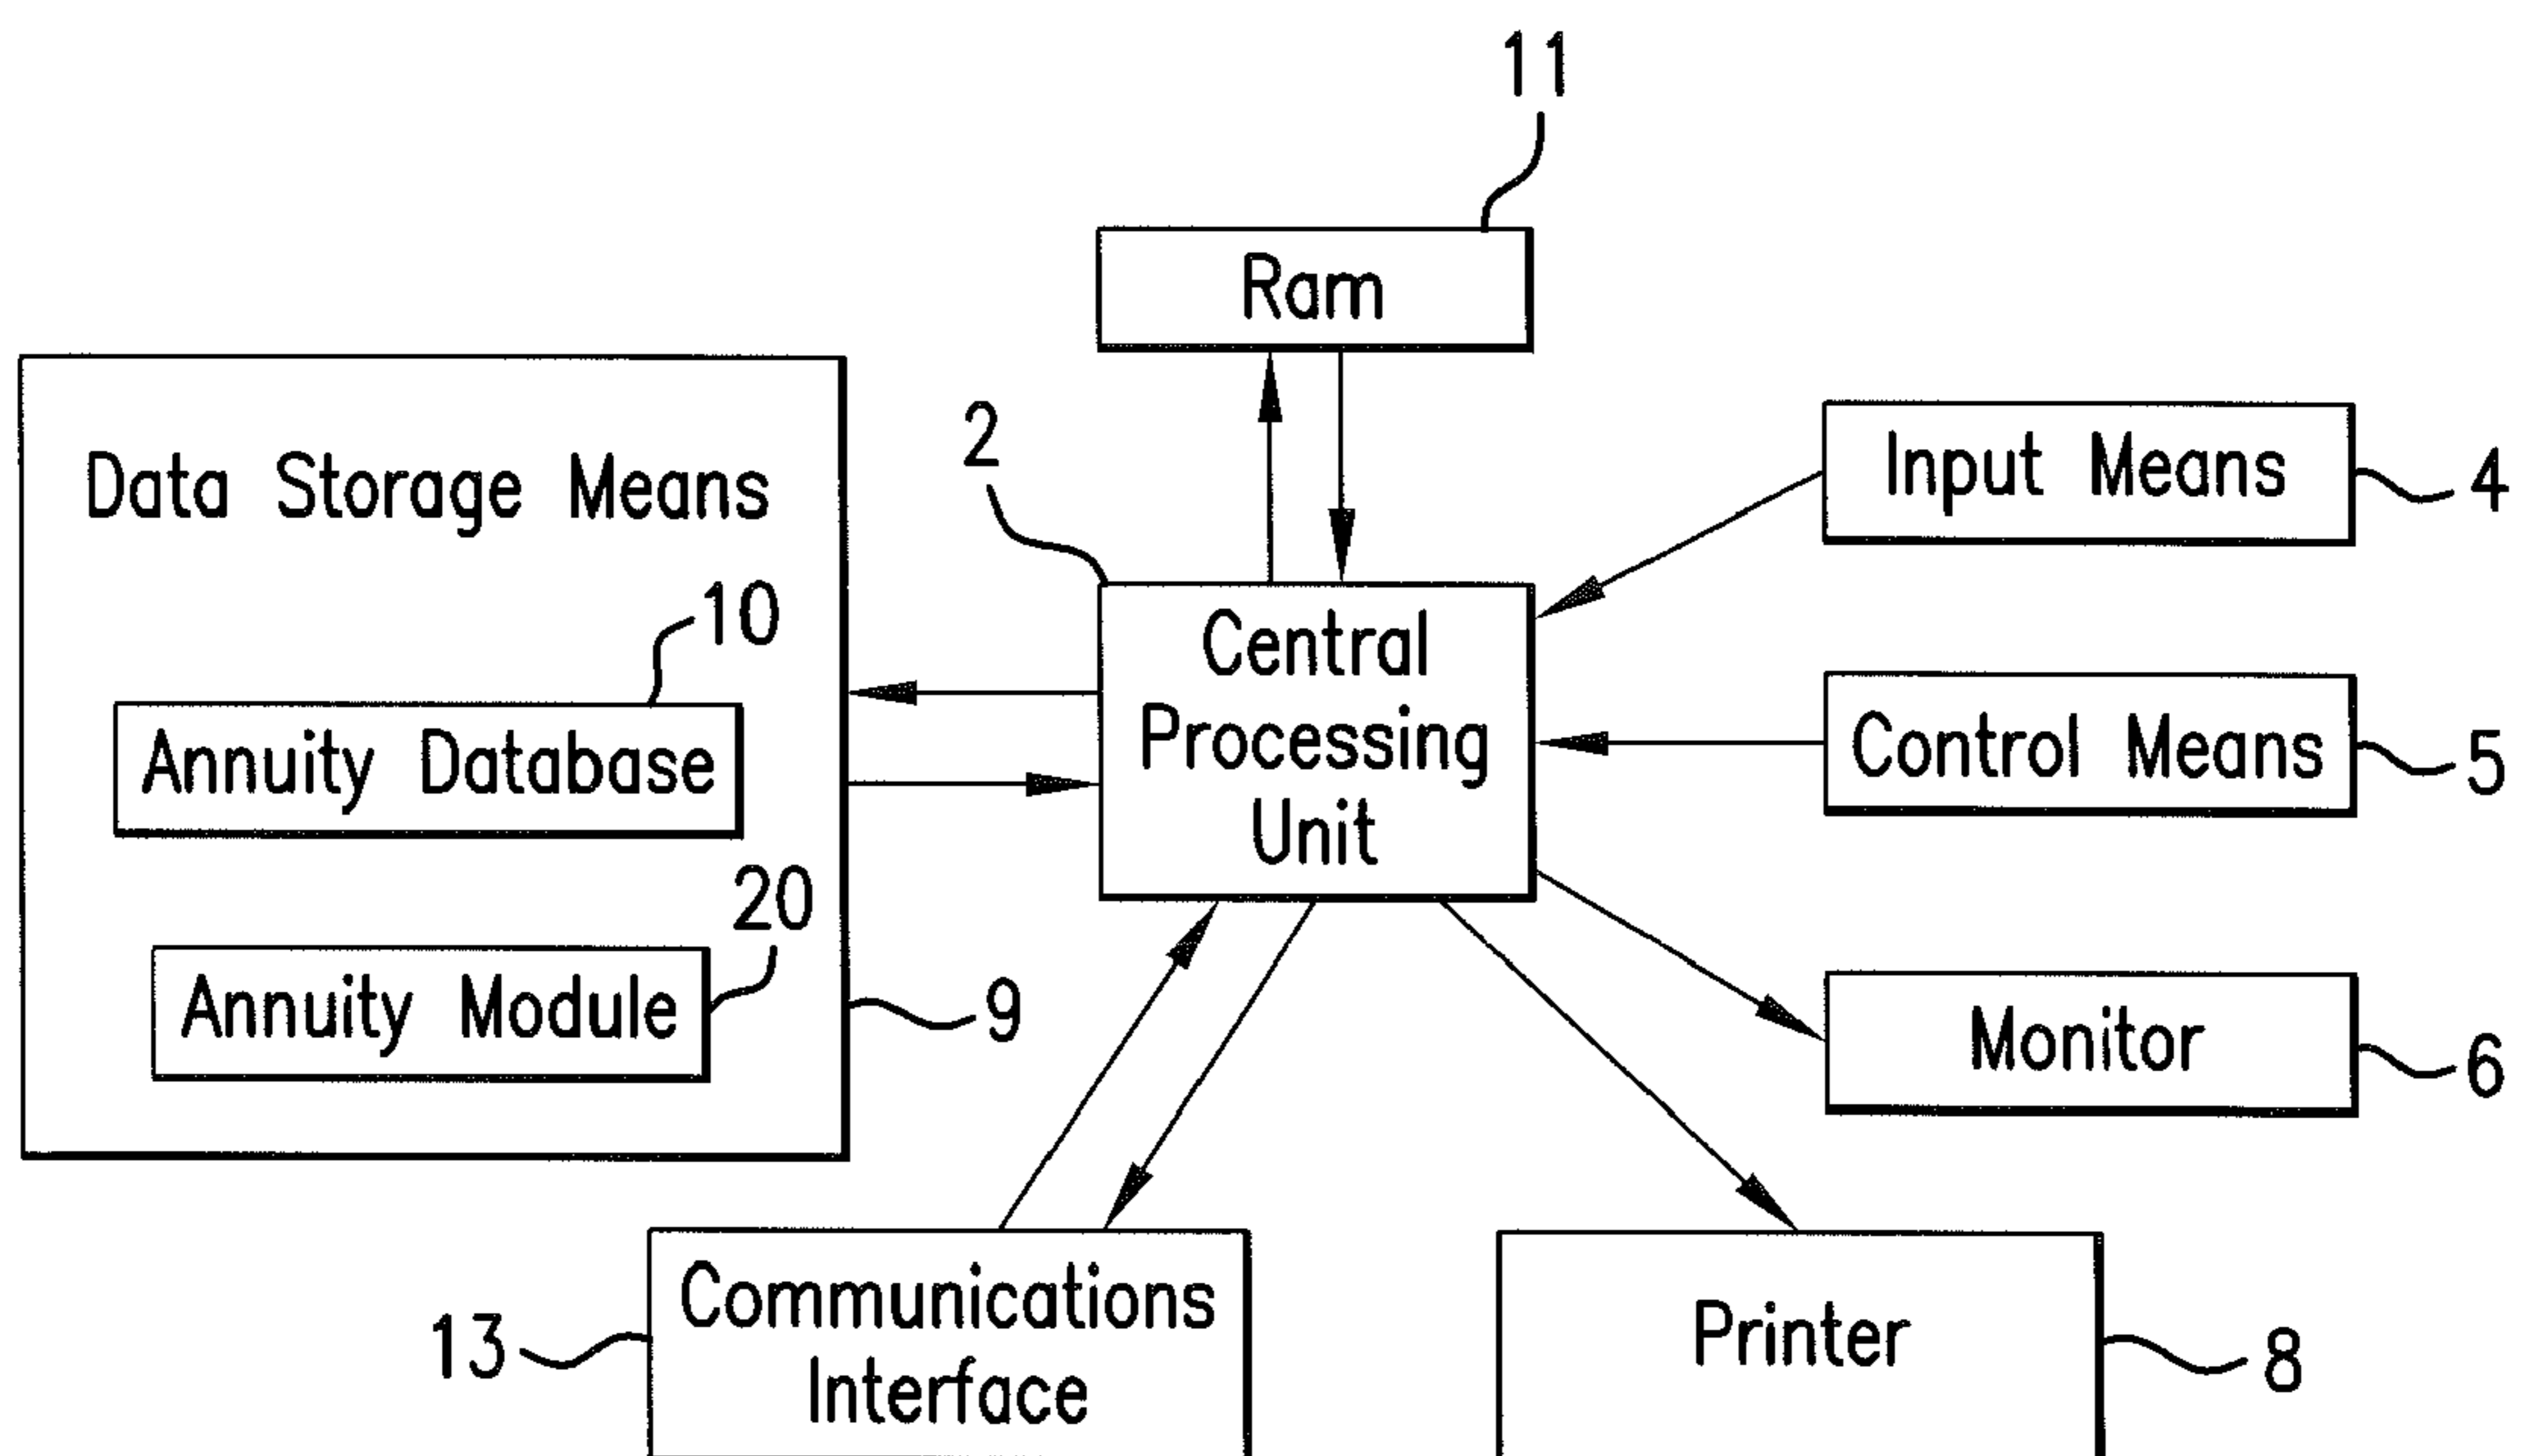 11
Ram
2
Input Means
4
Data Storage Means
10
Central
Processing
Unit
Annuity Database
Control Means
5
20
Annuity Module
9
Monitor
6
Communications
Interface
13
Printer
8